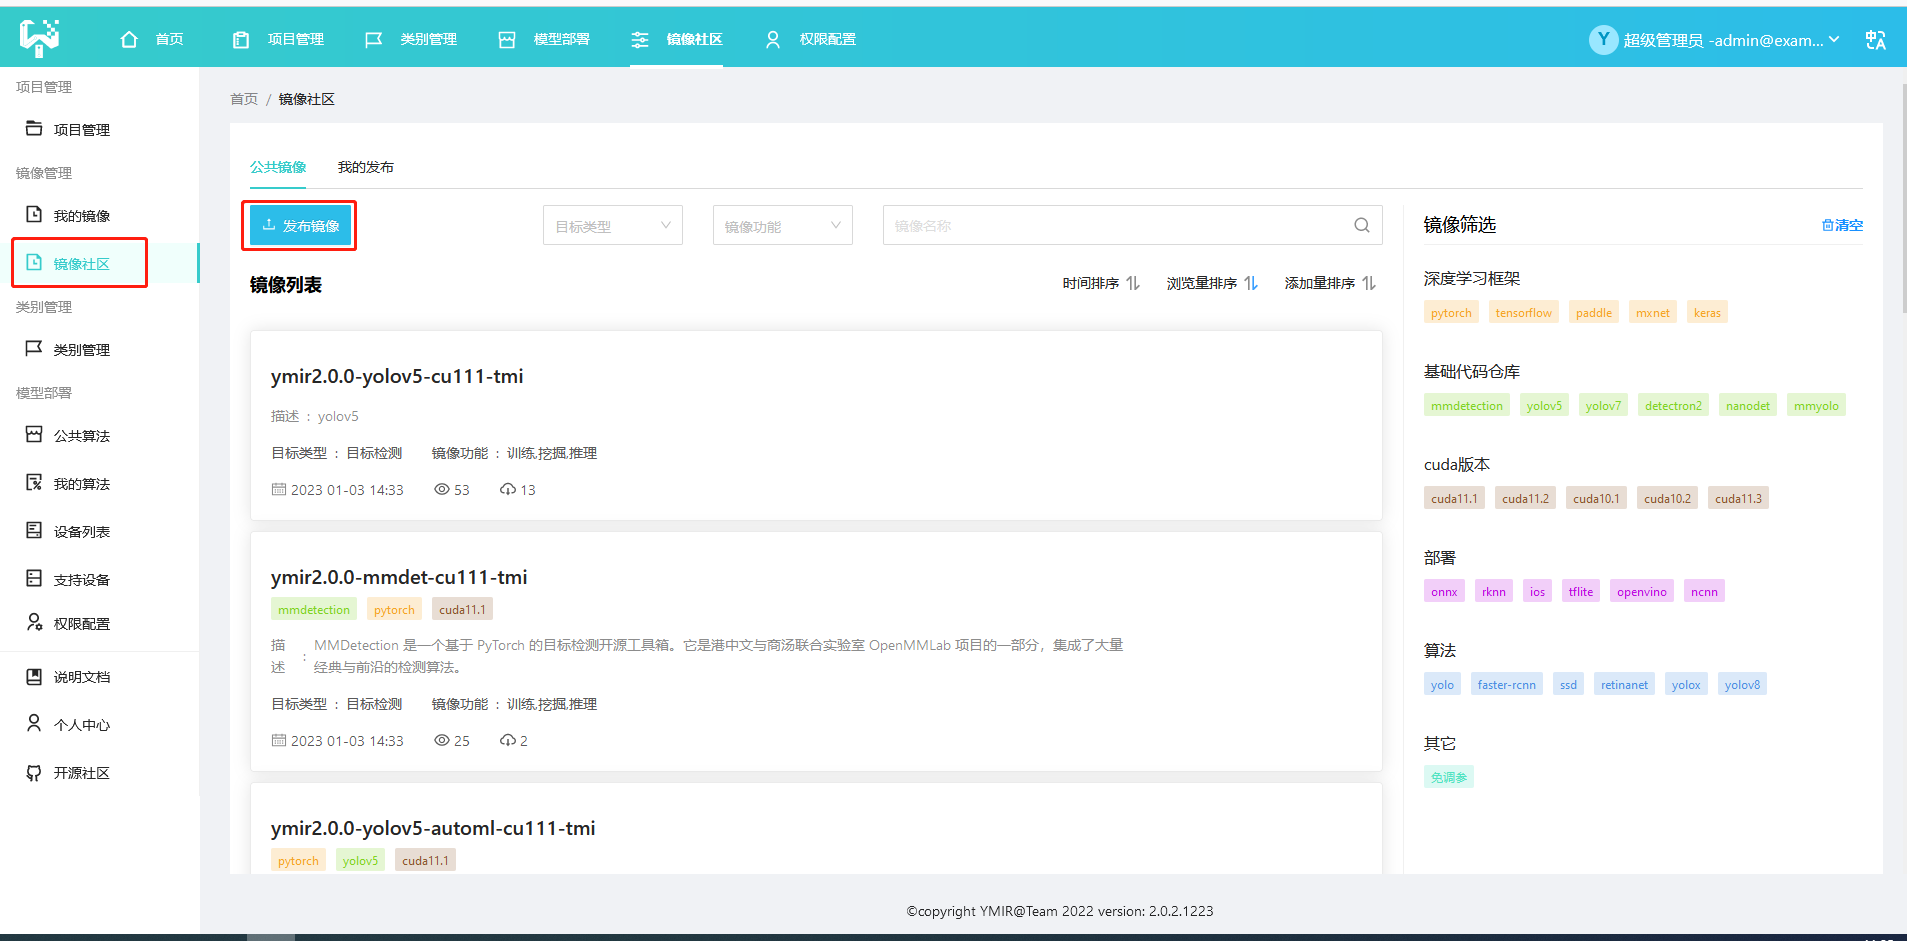 首页
项目管理
类别管理
模型部署
镜像社区
权限配置
Y 超级管理员 -admin@exam...
项目管理
项目管理
镜像管理
我的镜像
镜像社区
类别管理
类别管理
模型部署
公共算法
我的算法
设备列表
支持设备
权限配置
说明文档
个人中心
开源社区
首页 / 镜像社区
公共镜像 我的发布
发布镜像 目标类型 镜像功能 镜像名称
镜像列表 时间排序 浏览量排序 添加量排序
ymir2.0.0-yolov5-cu111-tmi
描述 : yolov5
目标类型 : 目标检测 镜像功能 : 训练,挖掘,推理
2023 01-03 14:33 53 13
ymir2.0.0-mmdet-cu111-tmi
mmdetection pytorch cuda11.1
描述 : MMDetection 是一个基于 PyTorch 的目标检测开源工具箱。它是港中文与商汤联合实验室 OpenMMLab 项目的一部分，集成了大量
经典与前沿的检测算法。
目标类型 : 目标检测 镜像功能 : 训练,挖掘,推理
2023 01-03 14:33 25 2
ymir2.0.0-yolov5-automl-cu111-tmi
pytorch yolov5 cuda11.1
镜像筛选 清空
深度学习框架
pytorch tensorflow paddle mxnet keras
基础代码仓库
mmdetection yolov5 yolov7 detectron2 nanodet mmyolo
cuda版本
cuda11.1 cuda11.2 cuda10.1 cuda10.2 cuda11.3
部署
onnx rknn ios tflite openvino ncnn
算法
yolo faster-rcnn ssd retinanet yolox yolov8
其它
免调参
©copyright YMIR@Team 2022 version: 2.0.2.1223